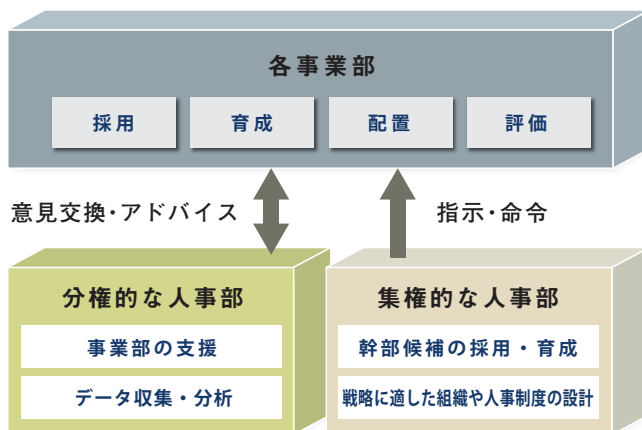 各事業部
採用 育成 配置 評価
意見交換・アドバイス 指示・命令
分権的な人事部
事業部の支援
データ収集・分析
集権的な人事部
幹部候補の採用・育成
戦略に適した組織や人事制度の設計